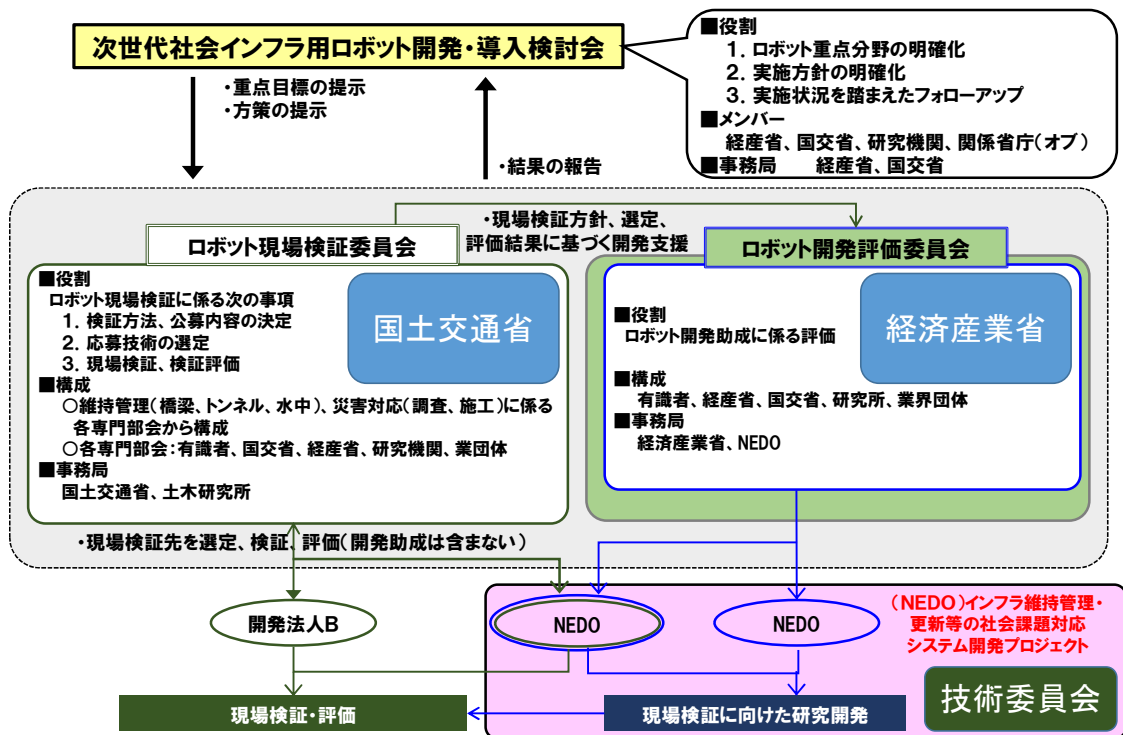 次世代社会インフラ用ロボット開発・導入検討会
■役割
1. ロボット重点分野の明確化
2. 実施方針の明確化
3. 実施状況を踏まえたフォローアップ
■メンバー
経産省、国交省、研究機関、関係省庁(オブ)
■事務局 経産省、国交省
・重点目標の提示
・方策の提示
・結果の報告
・現場検証方針、選定、
評価結果に基づく開発支援
ロボット現場検証委員会
■役割
ロボット現場検証に係る次の事項
1. 検証方法、公募内容の決定
2. 応募技術の選定
3. 現場検証、検証評価
■構成
○維持管理(橋梁、トンネル、水中)、災害対応(調査、施工)に係る
各専門部会から構成
○各専門部会:有識者、国交省、経産省、研究機関、業団体
■事務局
国土交通省、土木研究所
国土交通省
ロボット開発評価委員会
■役割
ロボット開発助成に係る評価
■構成
有識者、経産省、国交省、研究所、業界団体
■事務局
経済産業省、NEDO
経済産業省
・現場検証先を選定、検証、評価(開発助成は含まない)
開発法人B
NEDO
NEDO
(NEDO)インフラ維持管理・
更新等の社会課題対応
システム開発プロジェクト
技術委員会
現場検証・評価
現場検証に向けた研究開発